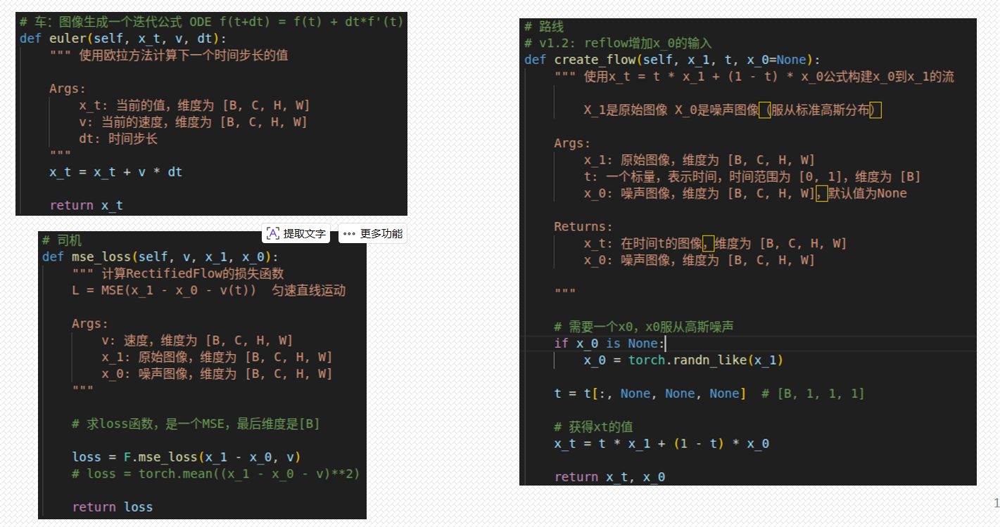 # 车：图像生成一个迭代公式 ODE f(t+dt) = f(t) + dt*f'(t)
def euler(self, x_t, v, dt):
""" 使用欧拉方法计算下一个时间步长的值
Args:
x_t: 当前的值，维度为 [B, C, H, W]
v: 当前的速度，维度为 [B, C, H, W]
dt: 时间步长
"""
x_t = x_t + v * dt
return x_t
提取文字
更多功能
# 司机
def mse_loss(self, v, x_1, x_0):
""" 计算RectifiedFlow的损失函数
L = MSE(x_1 - x_0 - v(t))  匀速直线运动
Args:
v: 速度，维度为 [B, C, H, W]
x_1: 原始图像，维度为 [B, C, H, W]
x_0: 噪声图像，维度为 [B, C, H, W]
"""
# 求loss函数，是一个MSE，最后维度是[B]
loss = F.mse_loss(x_1 - x_0, v)
# loss = torch.mean((x_1 - x_0 - v)**2)
return loss
# 路线
# v1.2: reflow增加x_0的输入
def create_flow(self, x_1, t, x_0=None):
""" 使用x_t = t * x_1 + (1 - t) * x_0公式构建x_0到x_1的流
X_1是原始图像 X_0是噪声图像（服从标准高斯分布）
Args:
x_1: 原始图像，维度为 [B, C, H, W]
t: 一个标量，表示时间，时间范围为 [0, 1]，维度为 [B]
x_0: 噪声图像，维度为 [B, C, H, W]，默认值为None
Returns:
x_t: 在时间t的图像，维度为 [B, C, H, W]
x_0: 噪声图像，维度为 [B, C, H, W]
"""
# 需要一个x0，x0服从高斯噪声
if x_0 is None:
x_0 = torch.randn_like(x_1)
t = t[:, None, None, None]  # [B, 1, 1, 1]
# 获得xt的值
x_t = t * x_1 + (1 - t) * x_0
return x_t, x_0
1